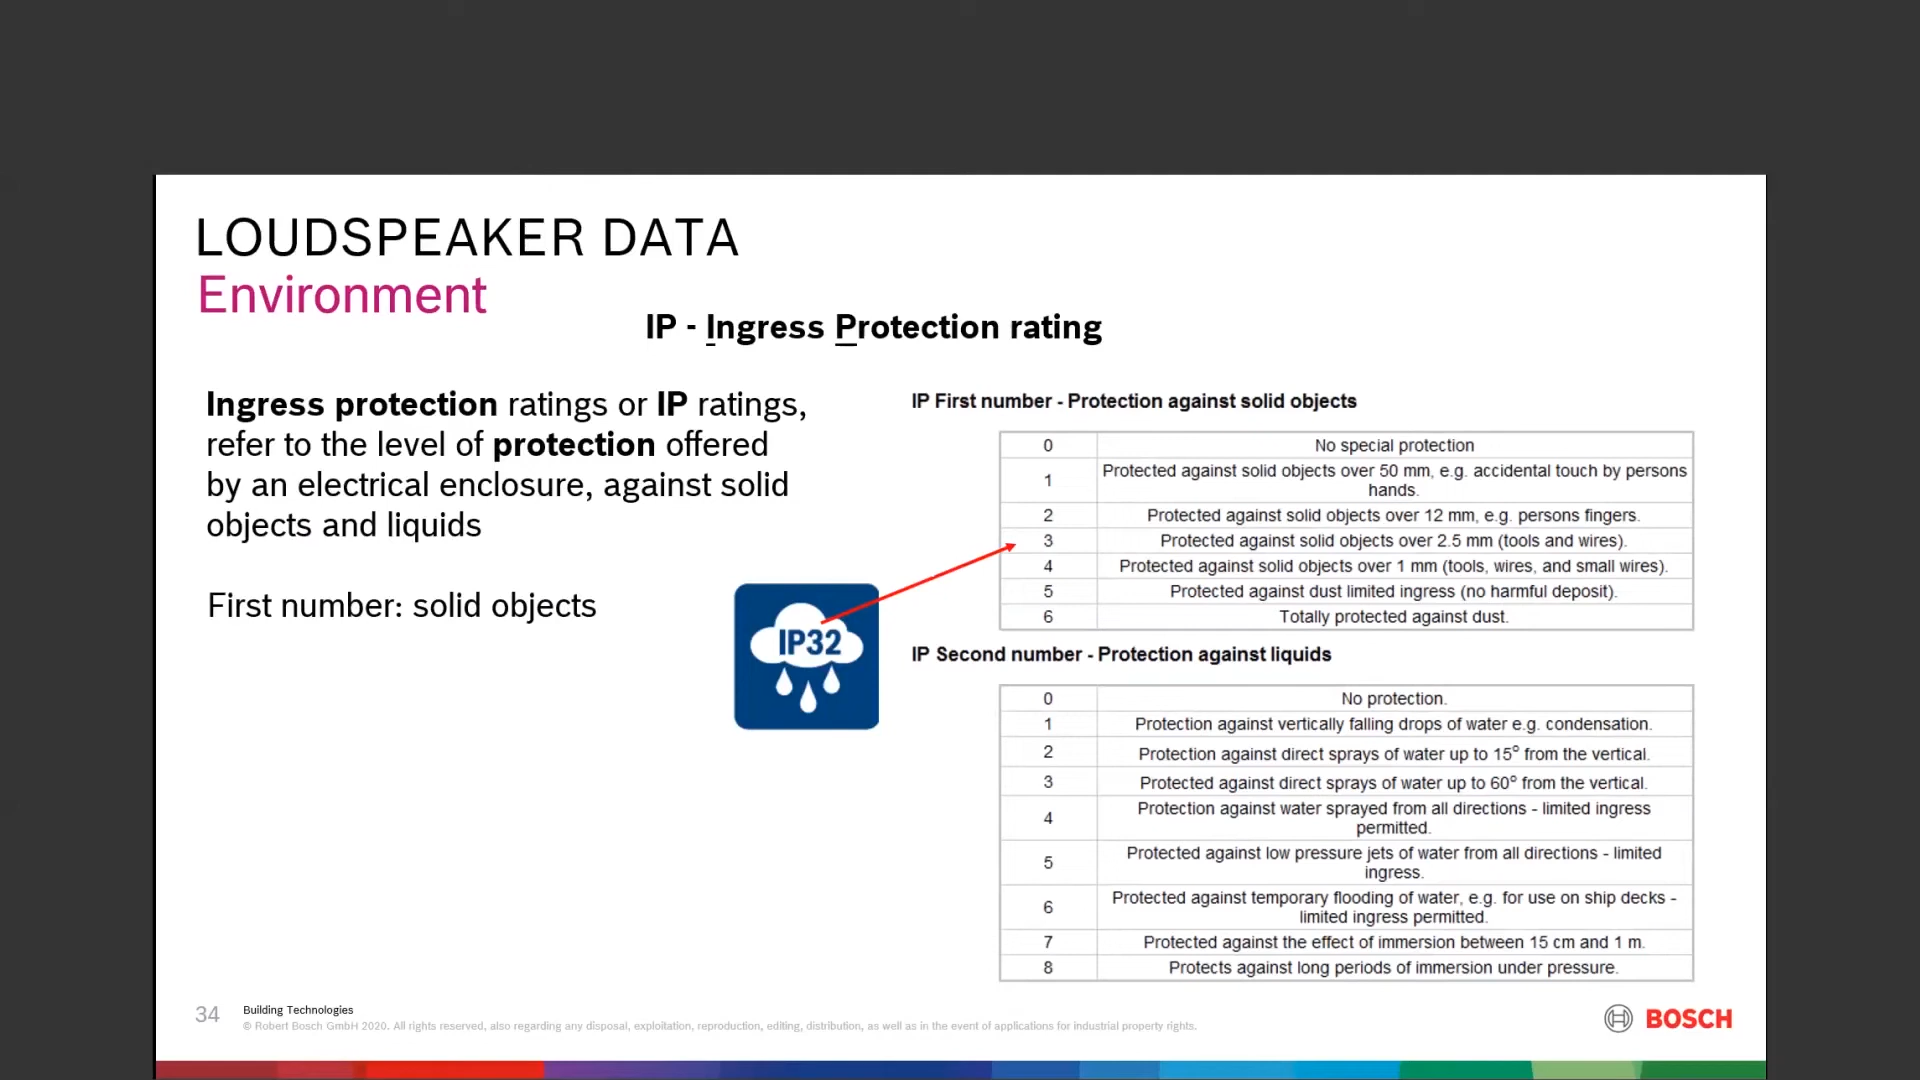 LOUDSPEAKER DATA
Environment
IP - Ingress Protection rating
Ingress protection ratings or IP ratings,
refer to the level of protection offered
by an electrical enclosure, against solid
objects and liquids
First number: solid objects
IP32
IP First number - Protection against solid objects
0 No special protection
1 Protected against solid objects over 50 mm, e.g. accidental touch by persons
hands.
2 Protected against solid objects over 12 mm, e.g. persons fingers.
3 Protected against solid objects over 2.5 mm (tools and wires).
4 Protected against solid objects over 1 mm (tools, wires, and small wires).
5 Protected against dust limited ingress (no harmful deposit).
6 Totally protected against dust.
IP Second number - Protection against liquids
0 No protection.
1 Protection against vertically falling drops of water e.g. condensation.
2 Protection against direct sprays of water up to 15° from the vertical.
3 Protected against direct sprays of water up to 60° from the vertical.
4 Protection against water sprayed from all directions - limited ingress
permitted.
5 Protected against low pressure jets of water from all directions - limited
ingress.
6 Protected against temporary flooding of water, e.g. for use on ship decks -
limited ingress permitted.
7 Protected against the effect of immersion between 15 cm and 1 m.
8 Protects against long periods of immersion under pressure.
34 Building Technologies
© Robert Bosch GmbH 2020. All rights reserved, also regarding any disposal, exploitation, reproduction, editing, distribution, as well as in the event of applications for industrial property rights.
BOSCH